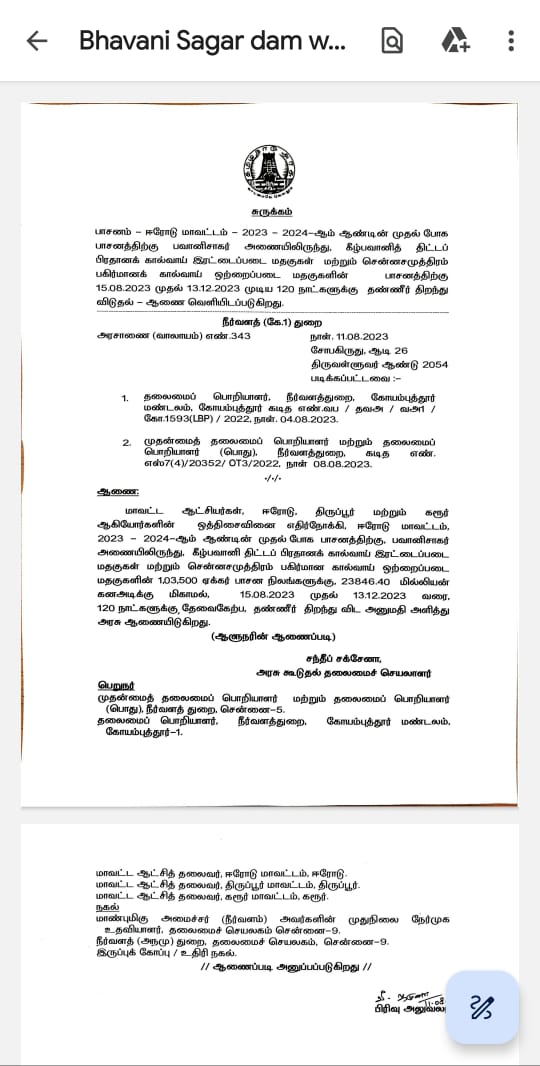 Bhavani Sagar dam w...
சுருக்கம்
பாசனம் – ஈரோடு மாவட்டம் – 2023 – 2024–ஆம் ஆண்டின் முதல் போக
பாசனத்திற்கு பவானிசாகர் அணையிலிருந்து, கீழ்பவானித் திட்டப்
பிரதானக் கால்வாய் இரட்டைப்படை மதகுகள் மற்றும் சென்னசமுத்திரம்
பகிர்மானக் கால்வாய் ஒற்றைப்படை மதகுகளின் பாசனத்திற்கு
15.08.2023 முதல் 13.12.2023 முடிய 120 நாட்களுக்கு தண்ணீர் திறந்து
விடுதல் – ஆணை வெளியிடப்படுகிறது.
நீர்வளத் (கே.1) துறை
அரசாணை (வாலாயம்) எண்.343 நாள். 11.08.2023
சோபகிருது, ஆடி 26
திருவள்ளுவர் ஆண்டு 2054
படிக்கப்பட்டவை :–
1. தலைமைப் பொறியாளர், நீர்வளத்துறை, கோயம்புத்தூர்
மண்டலம், கோயம்புத்தூர் கடித எண்.வப / தவஅ / வஅ1 /
கோ.1593(LBP) / 2022, நாள். 04.08.2023.
2. முதன்மைத் தலைமைப் பொறியாளர் மற்றும் தலைமைப்
பொறியாளர் (பொது), நீர்வளத்துறை, கடித எண்.
எஸ்7(4)/20352/ OT3/2022, நாள் 08.08.2023.
-/-/-
ஆணை:
மாவட்ட ஆட்சியர்கள், ஈரோடு, திருப்பூர் மற்றும் கரூர்
ஆகியோர்களின் ஒத்திசைவினை எதிர்நோக்கி, ஈரோடு மாவட்டம்,
2023 – 2024–ஆம் ஆண்டின் முதல் போக பாசனத்திற்கு, பவானிசாகர்
அணையிலிருந்து, கீழ்பவானி திட்டப் பிரதானக் கால்வாய் இரட்டைப்படை
மதகுகள் மற்றும் சென்னசமுத்திரம் பகிர்மான கால்வாய் ஒற்றைப்படை
மதகுகளின் 1,03,500 ஏக்கர் பாசன நிலங்களுக்கு, 23846.40 மில்லியன்
கனஅடிக்கு மிகாமல், 15.08.2023 முதல் 13.12.2023 வரை,
120 நாட்களுக்கு, தேவைகேற்ப, தண்ணீர் திறந்து விட அனுமதி அளித்து
அரசு ஆணையிடுகிறது.
(ஆளுநரின் ஆணைப்படி)
சந்தீப் சக்சேனா,
அரசு கூடுதல் தலைமைச் செயலாளர்
பெறுநர்
முதன்மைத் தலைமைப் பொறியாளர் மற்றும் தலைமைப் பொறியாளர்
(பொது), நீர்வளத் துறை, சென்னை–5.
தலைமைப் பொறியாளர், நீர்வளத்துறை, கோயம்புத்தூர் மண்டலம்,
கோயம்புத்தூர்–1.
மாவட்ட ஆட்சித் தலைவர், ஈரோடு மாவட்டம், ஈரோடு.
மாவட்ட ஆட்சித் தலைவர், திருப்பூர் மாவட்டம், திருப்பூர்.
மாவட்ட ஆட்சித் தலைவர், கரூர் மாவட்டம், கரூர்.
நகல்
மாண்புமிகு அமைச்சர் (நீர்வளம்) அவர்களின் முதுநிலை நேர்முக
உதவியாளர், தலைமைச் செயலகம் சென்னை–9.
நீர்வளத் (அநமு) துறை, தலைமைச் செயலகம், சென்னை–9.
இருப்புக் கோப்பு / உதிரி நகல்.
// ஆணைப்படி அனுப்பப்படுகிறது //
11.08
பிரிவு அலுவல